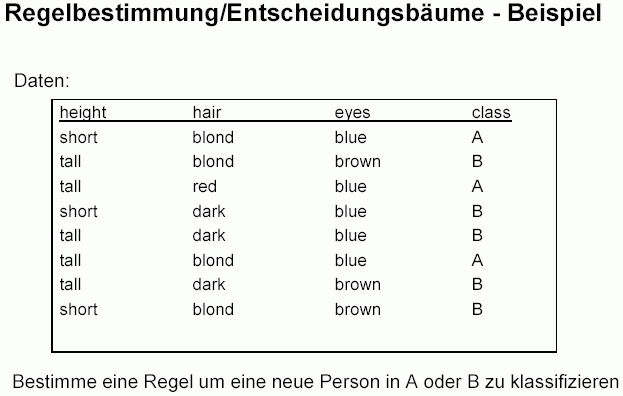 Regelbestimmung/Entscheidungsbäume - Beispiel
Daten:
height hair eyes class
short blond blue A
tall blond brown B
tall red blue A
short dark blue B
tall dark blue B
tall blond blue A
tall dark brown B
short blond brown B
Bestimme eine Regel um eine neue Person in A oder B zu klassifizieren